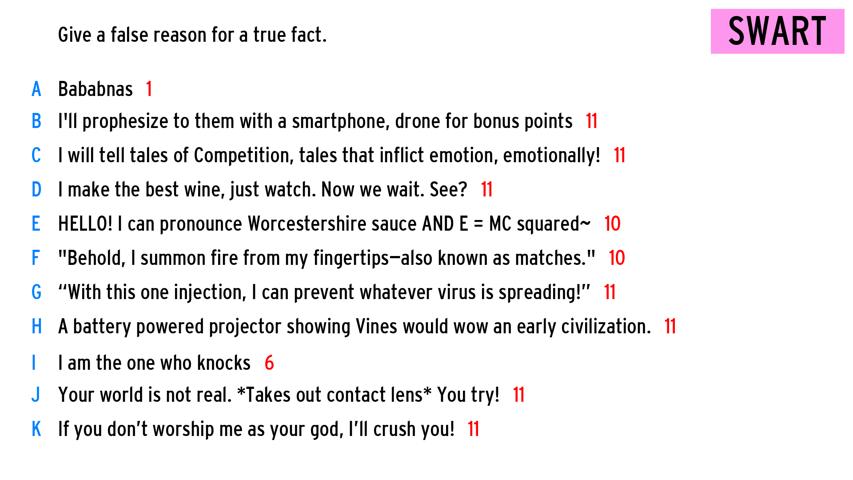 Give a false reason for a true fact.
SWART
A Bababnas 1
B I'll prophesize to them with a smartphone, drone for bonus points 11
C I will tell tales of Competition, tales that inflict emotion, emotionally! 11
D I make the best wine, just watch. Now we wait. See? 11
E HELLO! I can pronounce Worcestershire sauce AND E = MC squared~ 10
F "Behold, I summon fire from my fingertips—also known as matches." 10
G “With this one injection, I can prevent whatever virus is spreading!” 11
H A battery powered projector showing Vines would wow an early civilization. 11
I I am the one who knocks 6
J Your world is not real. *Takes out contact lens* You try! 11
K If you don’t worship me as your god, I’ll crush you! 11